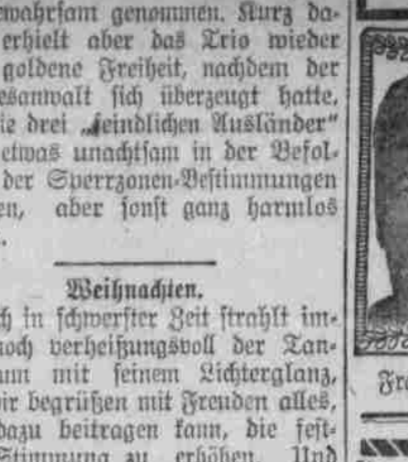 ewahrsam genommen. Kurz da-
erhielt aber das Trio wieder
goldene Freiheit, nachdem der
esanwalt sich überzeugt hatte,
ie drei „feindlichen Ausländer“
etwas unachtsam in der Befol-
der Sperrzonen-Bestimmungen
en, aber sonst ganz harmlos
.
Weihnachten.
ch in schwerster Zeit strahlt im-
noch verheißungsvoll der Tan-
um mit seinem Lichterglanz,
ir begrüßen mit Freuden alles,
dazu beitragen kann, die fest-
Stimmung zu erhöhen. Und
Fre